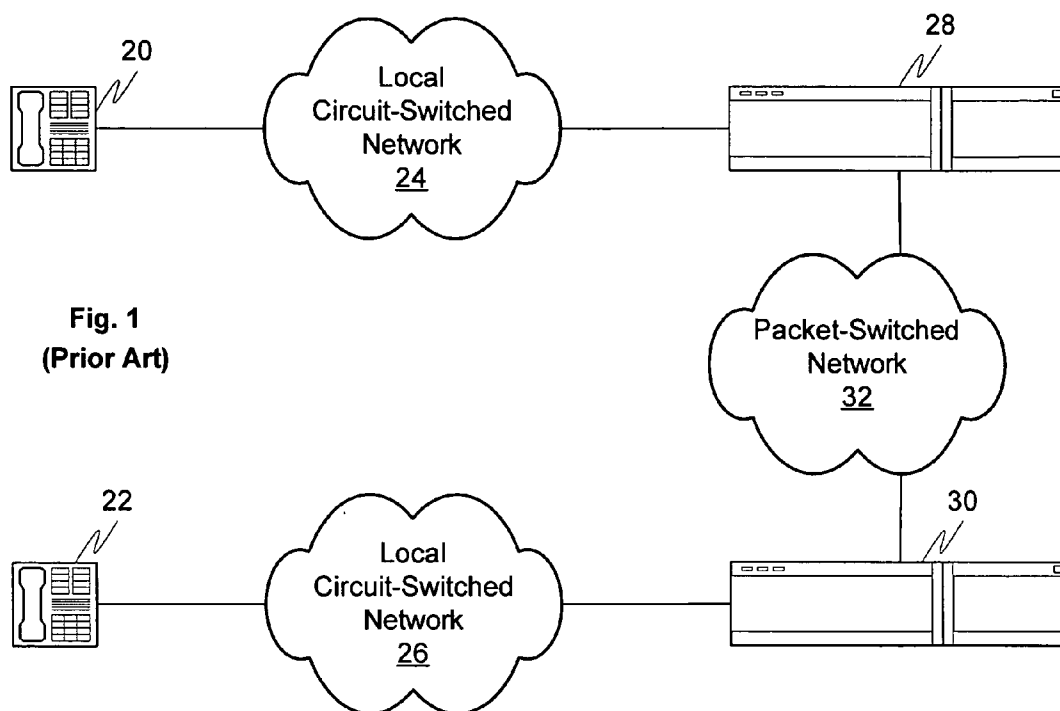 20
28
Local
Circuit-Switched
Network
24
Fig. 1
(Prior Art)
Packet-Switched
Network
32
22
30
Local
Circuit-Switched
Network
26